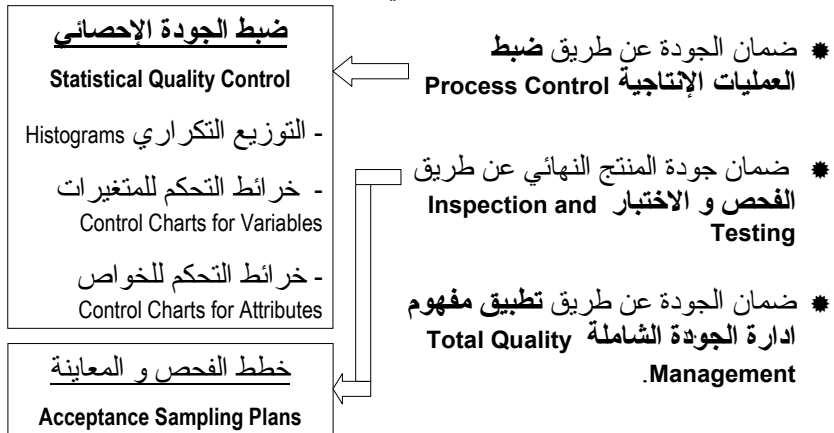 ضمان الجودة عن طريق ضبط
العمليات الإنتاجية Process Control
ضمان جودة المنتج النهائي عن طريق
الفحص و الاختبار Inspection and
Testing
ضمان الجودة عن طريق تطبيق مفهوم
ادارة الجودة الشاملة Total Quality
Management.
ضبط الجودة الإحصائي
Statistical Quality Control
- التوزيع التكراري Histograms
- خرائط التحكم للمتغيرات
Control Charts for Variables
- خرائط التحكم للخواص
Control Charts for Attributes
خطط الفحص و المعاينة
Acceptance Sampling Plans